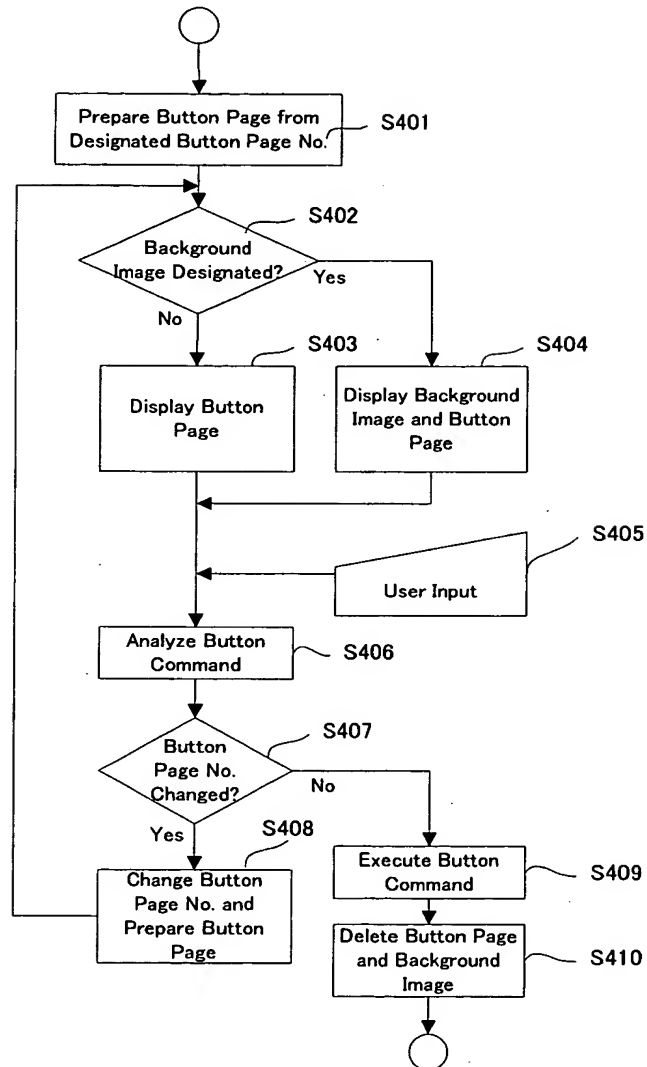 Prepare Button Page from
Designated Button Page No.
S401
S402
Background
Image Designated?
Yes
No
S403
S404
Display Button
Page
Display Background
Image and Button
Page
S405
User Input
Analyze Button
Command
S406
S407
Button
Page No.
Changed?
No
Yes
S408
Change Button
Page No. and
Prepare Button
Page
Execute Button
Command
S409
Delete Button Page
and Background
Image
S410